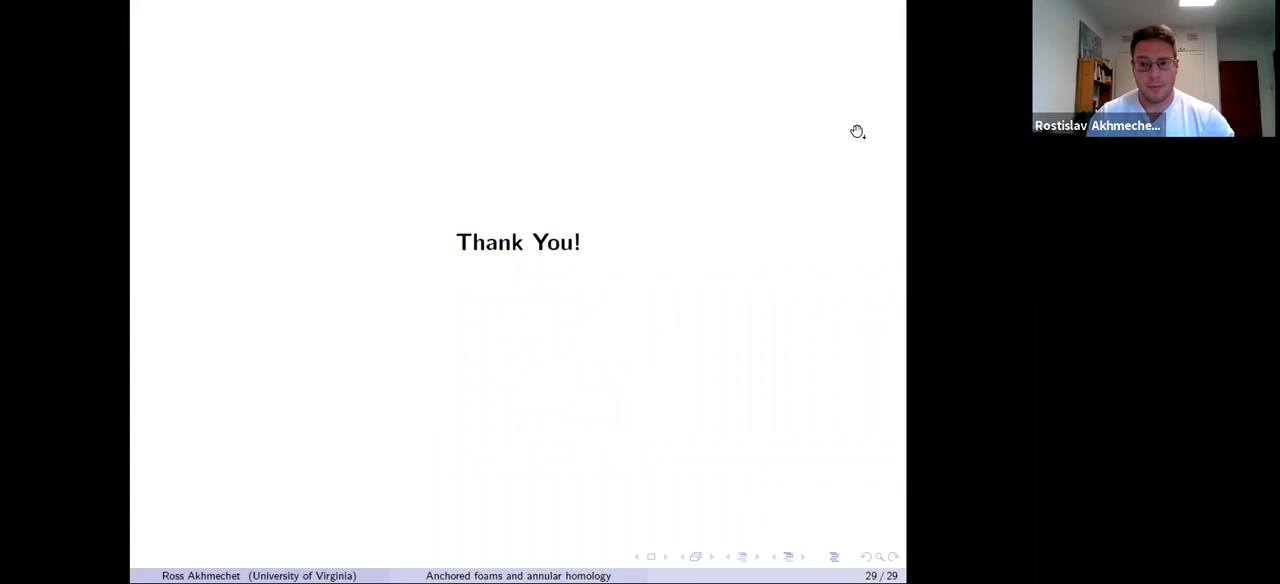 Rostislav Akhmeche...
Thank You!
Ross Akhmechet (University of Virginia) Anchored foams and annular homology 29 / 29